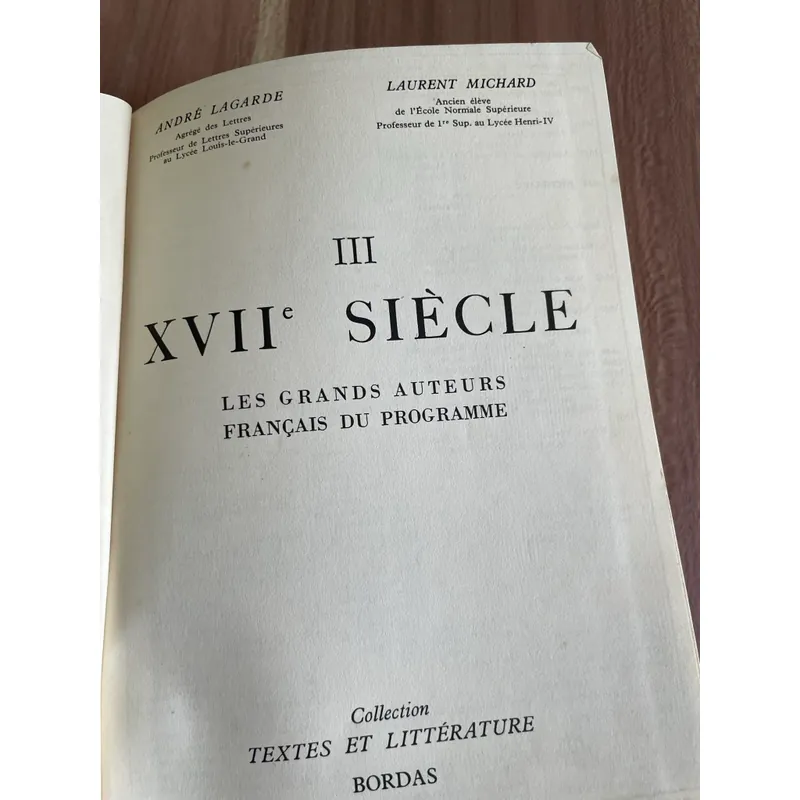 ANDRÉ LAGARDE
Agrégé des Lettres
Professeur de Lettres Supérieures
au Lycée Louis-le-Grand
LAURENT MICHARD
Ancien élève
de l'École Normale Supérieure
Professeur de 1re Sup. au Lycée Henri-IV
III
XVIIe SIÈCLE
LES GRANDS AUTEURS
FRANÇAIS DU PROGRAMME
Collection
TEXTES ET LITTÉRATURE
BORDAS